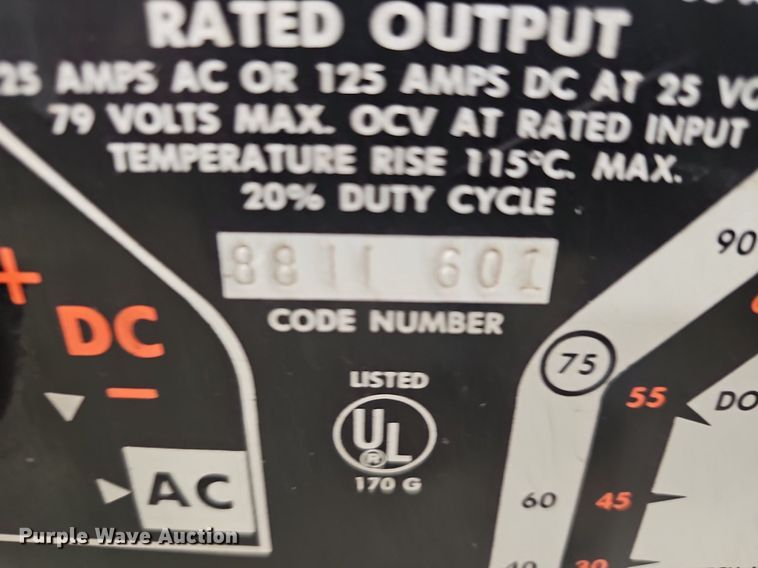 RATED OUTPUT
25 AMPS AC OR 125 AMPS DC AT 25
79 VOLTS MAX. OCV AT RATED INPUT
TEMPERATURE RISE 115°C. MAX.
20% DUTY CYCLE
8811 601
CODE NUMBER
+
DC
−
AC
LISTED
UL
®
170 G
90
75
55
DO
60 45
40 30
Purple Wave Auction